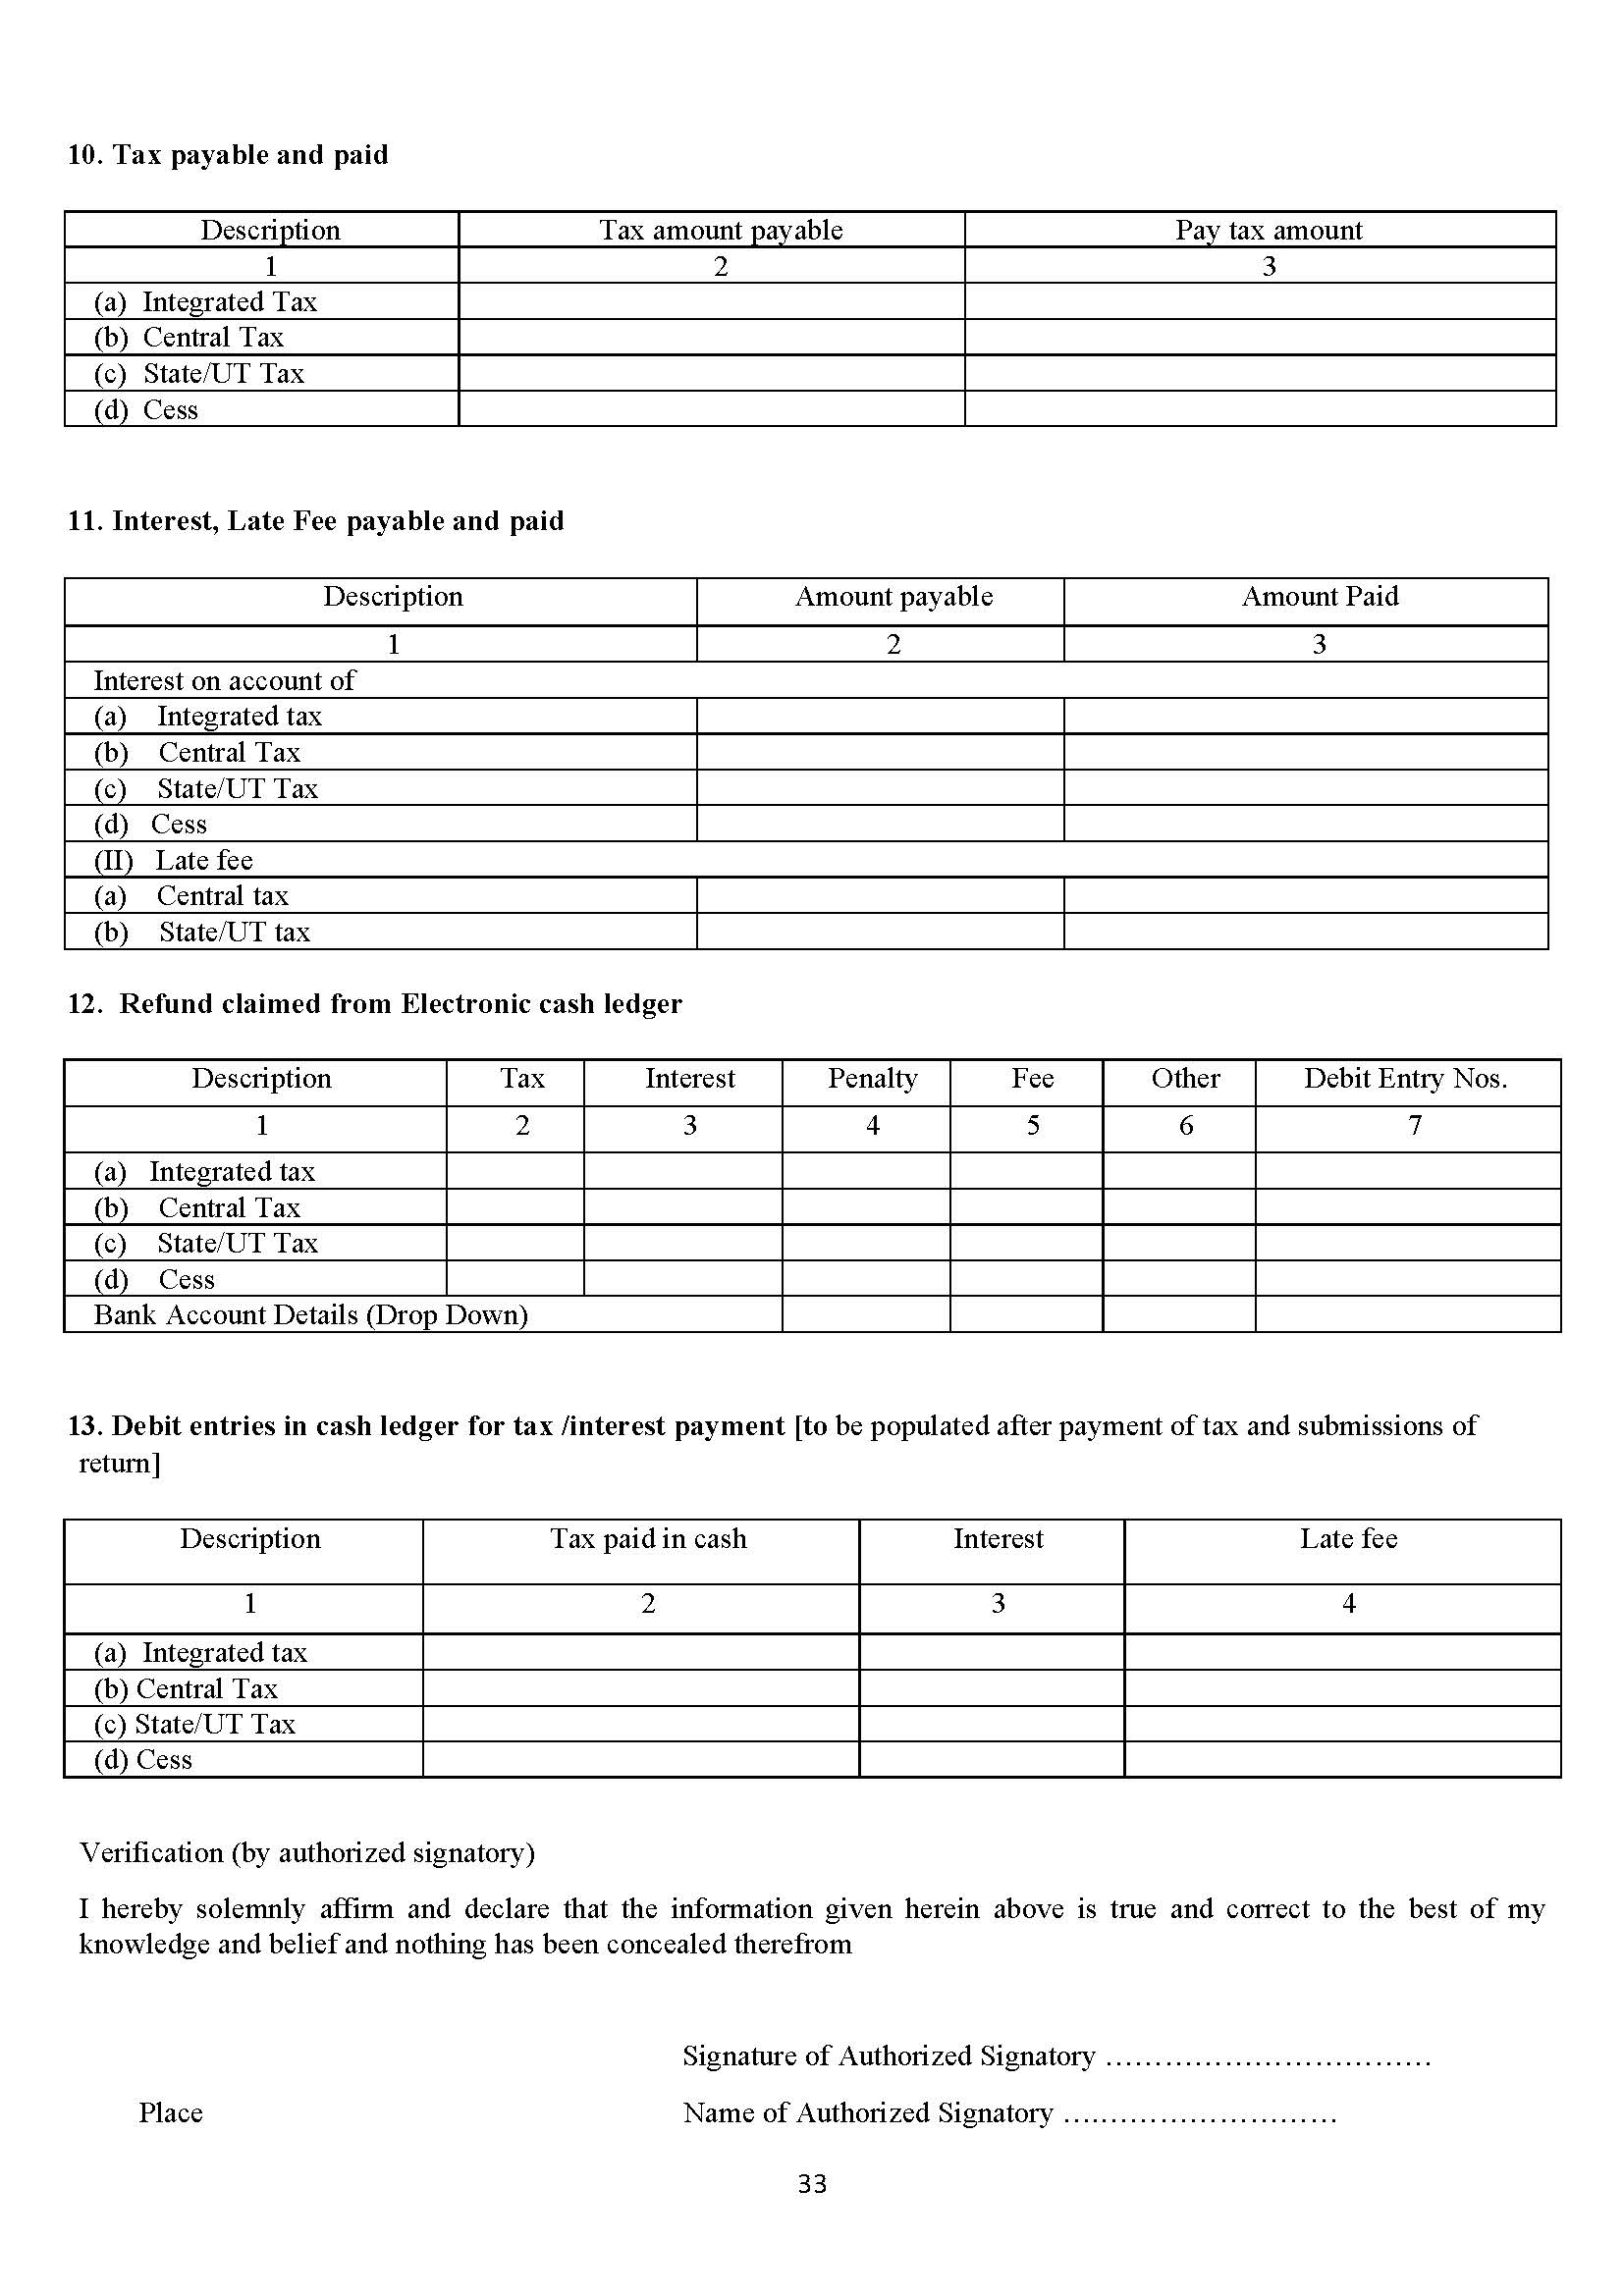 10. Tax payable and paid
Description Tax amount payable Pay tax amount
1 2 3
(a) Integrated Tax
(b) Central Tax
(c) State/UT Tax
(d) Cess
11. Interest, Late Fee payable and paid
Description Amount payable Amount Paid
1 2 3
Interest on account of
(a) Integrated tax
(b) Central Tax
(c) State/UT Tax
(d) Cess
(II) Late fee
(a) Central tax
(b) State/UT tax
12. Refund claimed from Electronic cash ledger
Description Tax Interest Penalty Fee Other Debit Entry Nos.
1 2 3 4 5 6 7
(a) Integrated tax
(b) Central Tax
(c) State/UT Tax
(d) Cess
Bank Account Details (Drop Down)
13. Debit entries in cash ledger for tax /interest payment [to be populated after payment of tax and submissions of
return]
Description Tax paid in cash Interest Late fee
1 2 3 4
(a) Integrated tax
(b) Central Tax
(c) State/UT Tax
(d) Cess
Verification (by authorized signatory)
I hereby solemnly affirm and declare that the information given herein above is true and correct to the best of my
knowledge and belief and nothing has been concealed therefrom
Signature of Authorized Signatory ……………………………
Place Name of Authorized Signatory ….……………………
33